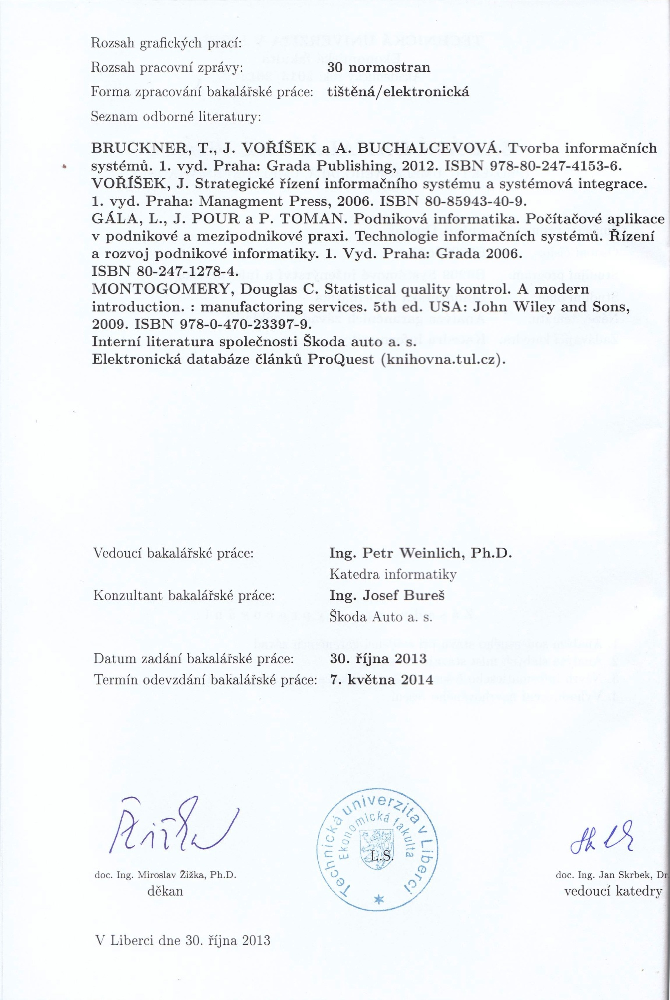 Rozsah grafických prací:
Rozsah pracovní zprávy: 30 normostran
Forma zpracování bakalářské práce: tištěná/elektronická
Seznam odborné literatury:
BRUCKNER, T., J. VOŘÍŠEK a A. BUCHALCEVOVÁ. Tvorba informačních
systémů. 1. vyd. Praha: Grada Publishing, 2012. ISBN 978-80-247-4153-6.
VOŘÍŠEK, J. Strategické řízení informačního systému a systémová integrace.
1. vyd. Praha: Managment Press, 2006. ISBN 80-85943-40-9.
GÁLA, L., J. POUR a P. TOMAN. Podniková informatika. Počítačové aplikace
v podnikové a mezipodnikové praxi. Technologie informačních systémů. Řízení
a rozvoj podnikové informatiky. 1. Vyd. Praha: Grada 2006.
ISBN 80-247-1278-4.
MONTOGOMERY, Douglas C. Statistical quality kontrol. A modern
introduction. : manufactoring services. 5th ed. USA: John Wiley and Sons,
2009. ISBN 978-0-470-23397-9.
Interní literatura společnosti Škoda auto a. s.
Elektronická databáze článků ProQuest (knihovna.tul.cz).
Vedoucí bakalářské práce: Ing. Petr Weinlich, Ph.D.
Katedra informatiky
Konzultant bakalářské práce: Ing. Josef Bureš
Škoda Auto a. s.
Datum zadání bakalářské práce: 30. října 2013
Termín odevzdání bakalářské práce: 7. května 2014
Technická univerzita v Liberci
Ekonomická fakulta
L.S.
doc. Ing. Miroslav Žižka, Ph.D.
děkan
doc. Ing. Jan Skrbek, Dr
vedoucí katedry
V Liberci dne 30. října 2013